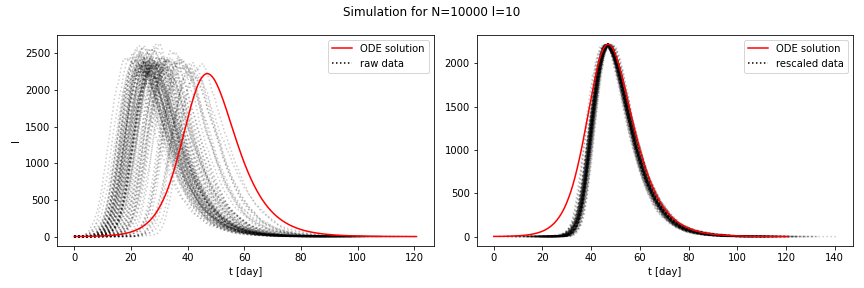 Simulation for N=10000 l=10
I
2500
2000
1500
1000
500
0
0 20 40 60 80 100 120
t [day]
ODE solution
raw data
2000
1500
1000
500
0
0 20 40 60 80 100 120 140
t [day]
ODE solution
rescaled data